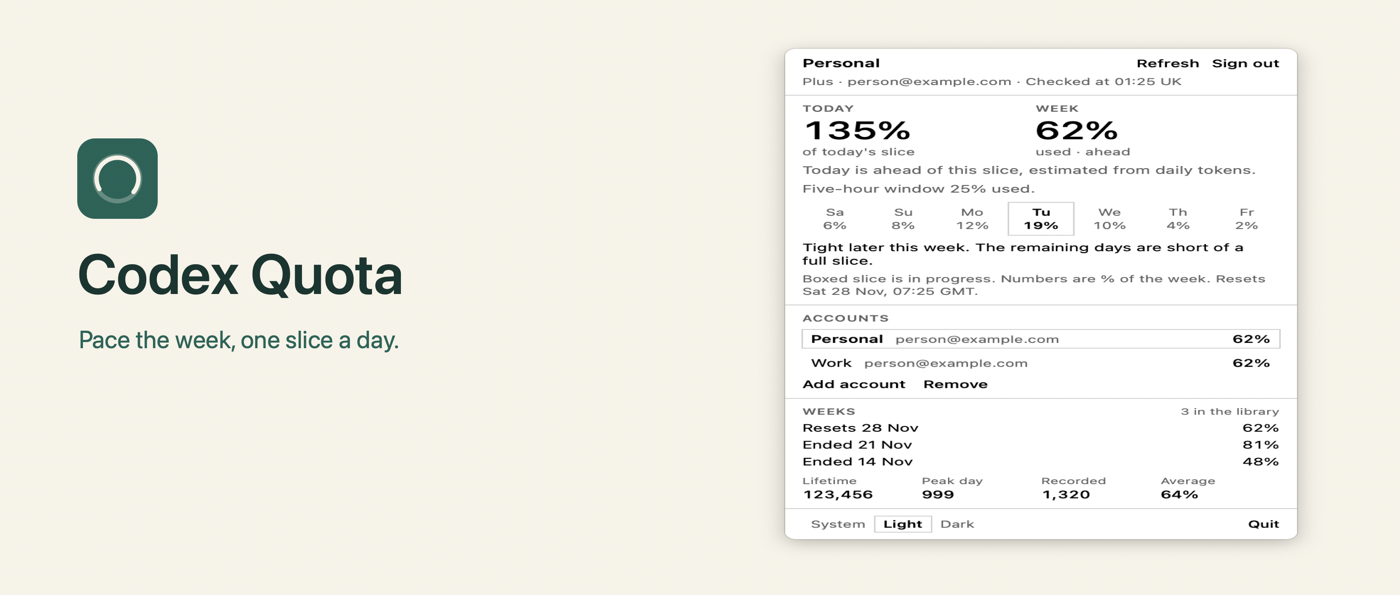 Codex Quota
Pace the week, one slice a day.
Personal Refresh Sign out
Plus · person@example.com · Checked at 01:25 UK
TODAY WEEK
135% 62%
of today's slice used · ahead
Today is ahead of this slice, estimated from daily tokens.
Five-hour window 25% used.
Sa Su Mo Tu We Th Fr
6% 8% 12% 19% 10% 4% 2%
Tight later this week. The remaining days are short of a
full slice.
Boxed slice is in progress. Numbers are % of the week. Resets
Sat 28 Nov, 07:25 GMT.
ACCOUNTS
Personal person@example.com 62%
Work person@example.com 62%
Add account Remove
WEEKS 3 in the library
Resets 28 Nov 62%
Ended 21 Nov 81%
Ended 14 Nov 48%
Lifetime Peak day Recorded Average
123,456 999 1,320 64%
System Light Dark Quit